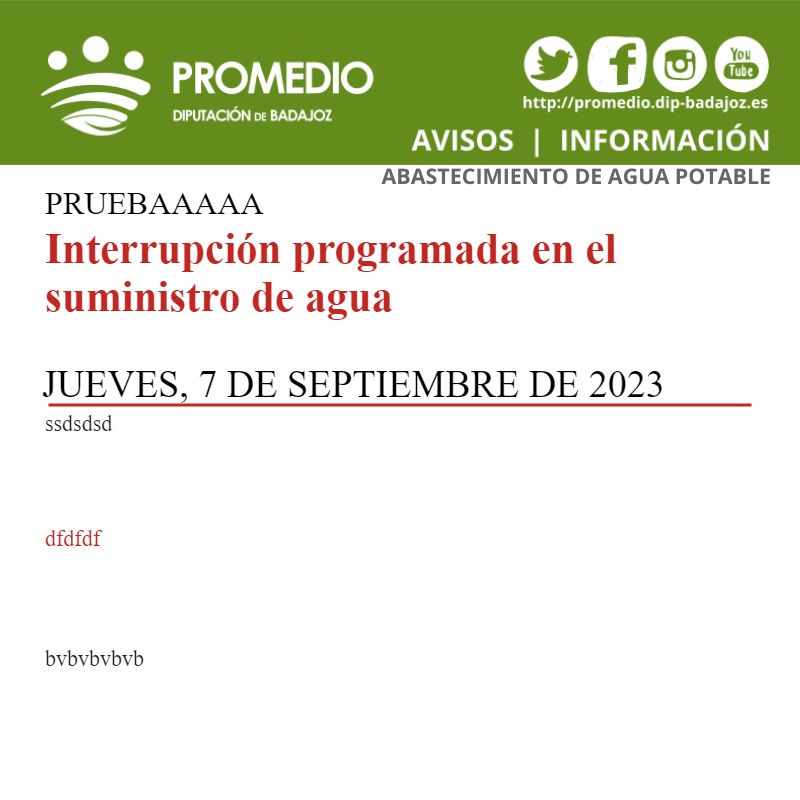 PROMEDIO
DIPUTACIÓN DE BADAJOZ
You
Tube
http://promedio.dip-badajoz.es
AVISOS | INFORMACIÓN
ABASTECIMIENTO DE AGUA POTABLE
PRUEBAAAAA
Interrupción programada en el
suministro de agua
JUEVES, 7 DE SEPTIEMBRE DE 2023
ssdsdsd
dfdfdf
bvbvbvbvb